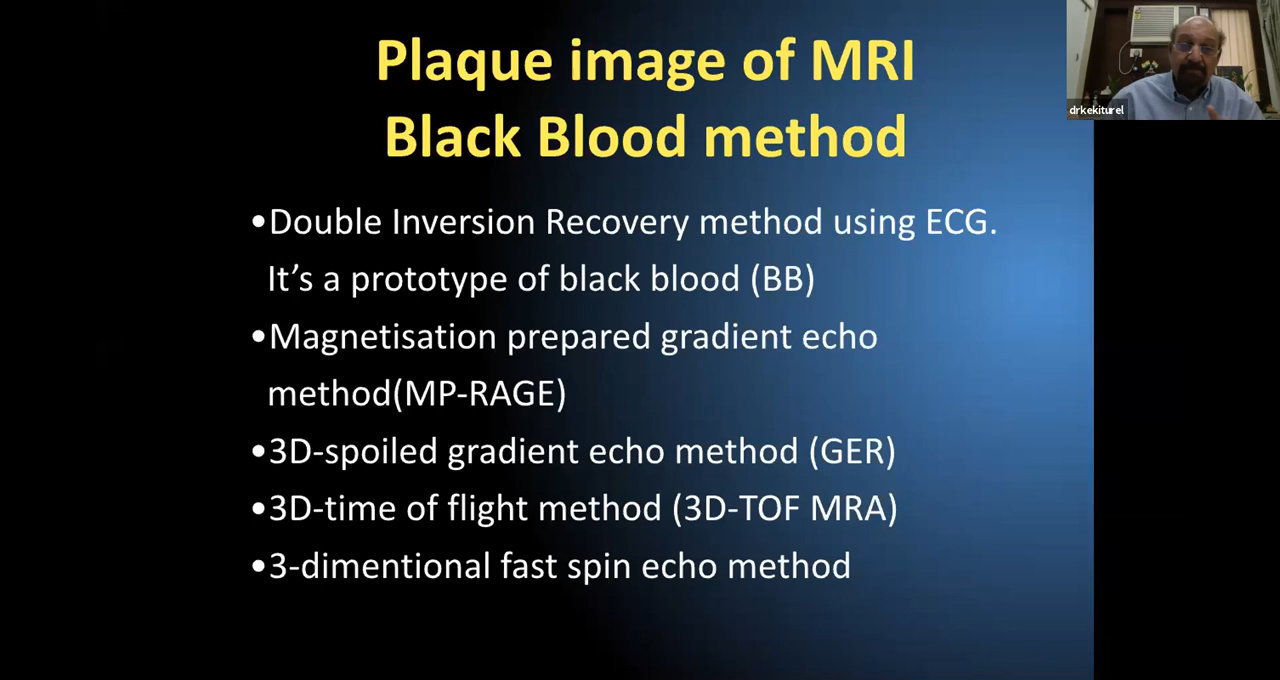 Plaque image of MRI
Black Blood method
•Double Inversion Recovery method using ECG.
It’s a prototype of black blood (BB)
•Magnetisation prepared gradient echo
method(MP-RAGE)
•3D-spoiled gradient echo method (GER)
•3D-time of flight method (3D-TOF MRA)
•3-dimentional fast spin echo method
drkekiturel